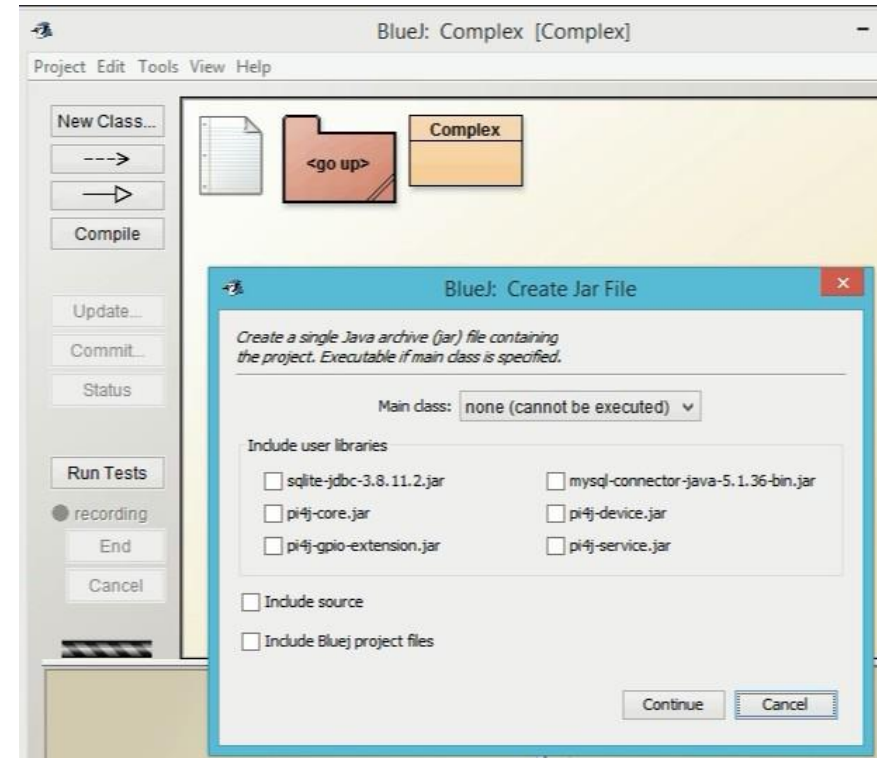 BlueJ: Complex [Complex]
Project Edit Tools View Help
New Class...
--->
Compile
Update...
Commit...
Status
Run Tests
recording
End
Cancel
<go up>
Complex
BlueJ: Create Jar File
Create a single Java archive (jar) file containing
the project. Executable if main class is specified.
Main class: none (cannot be executed)
Include user libraries
sqlite-jdbc-3.8.11.2.jar mysql-connector-java-5.1.36-bin.jar
pi4j-core.jar pi4j-device.jar
pi4j-gpio-extension.jar pi4j-service.jar
Include source
Include Bluej project files
Continue Cancel